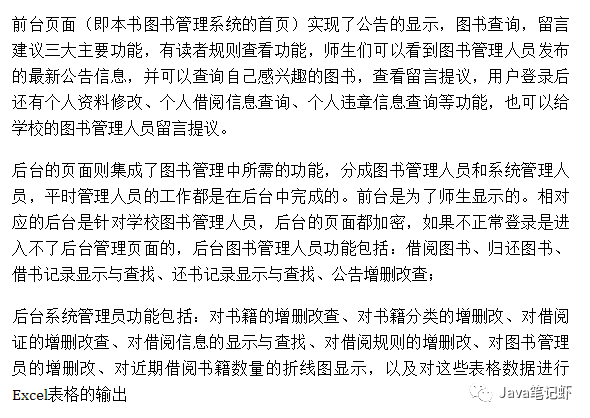 前台页面（即本书图书管理系统的首页）实现了公告的显示，图书查询，留言
建议三大主要功能，有读者规则查看功能，师生们可以看到图书管理人员发布
的最新公告信息，并可以查询自己感兴趣的图书，查看留言提议，用户登录后
还有个人资料修改、个人借阅信息查询、个人违章信息查询等功能，也可以给
学校的图书管理人员留言提议。
后台的页面则集成了图书管理中所需的功能，分成图书管理人员和系统管理人
员，平时管理人员的工作都是在后台中完成的。前台是为了师生显示的。相对
应的后台是针对学校图书管理人员，后台的页面都加密，如果不正常登录是进
入不了后台管理页面的，后台图书管理人员功能包括：借阅图书、归还图书、
借书记录显示与查找、还书记录显示与查找、公告增删改查；
后台系统管理员功能包括：对书籍的增删改查、对书籍分类的增删改、对借阅
证的增删改查、对借阅信息的显示与查找、对借阅规则的增删改、对图书管理
员的增删改、对近期借阅书籍数量的折线图显示，以及对这些表格数据进行
Excel表格的输出
Java笔记虾